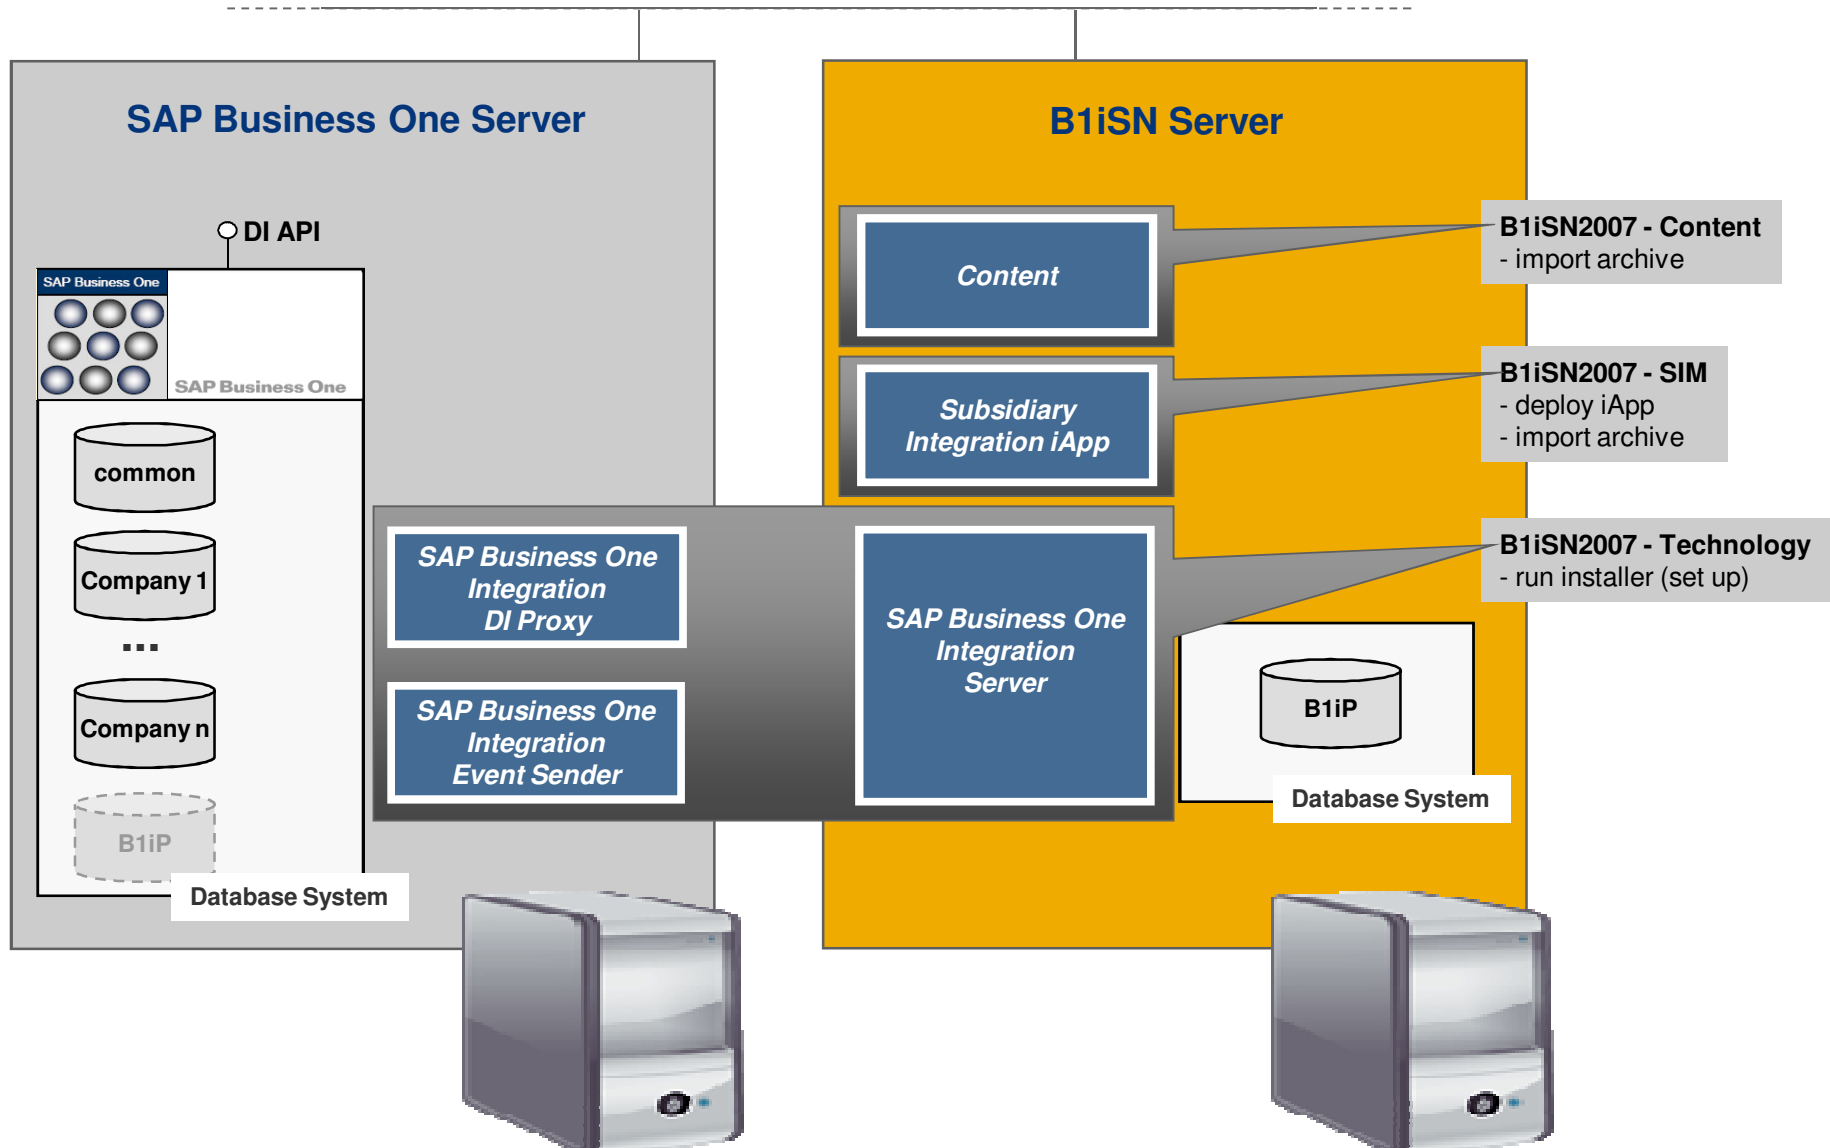 SAP Business One Server
DI API
SAP Business One
SAP Business One
common
Company 1
...
Company n
B1iP
Database System
SAP Business One
Integration
DI Proxy
SAP Business One
Integration
Event Sender
B1iSN Server
Content
Subsidiary
Integration iApp
SAP Business One
Integration
Server
B1iP
Database System
B1iSN2007 - Content
- import archive
B1iSN2007 - SIM
- deploy iApp
- import archive
B1iSN2007 - Technology
- run installer (set up)